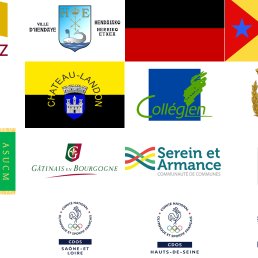 Z
VILLE
D'HENDAYE
HENDAIAKO
HERRIKO
ETXEA
CHATEAU-LANDON
Collégien
ASUCM
GÂTINAIS EN BOURGOGNE
Serein et
Armance
COMMUNAUTÉ DE COMMUNES
CDOS
SAÔNE-ET
LOIRE
CDOS
HAUTS-DE-SEINE